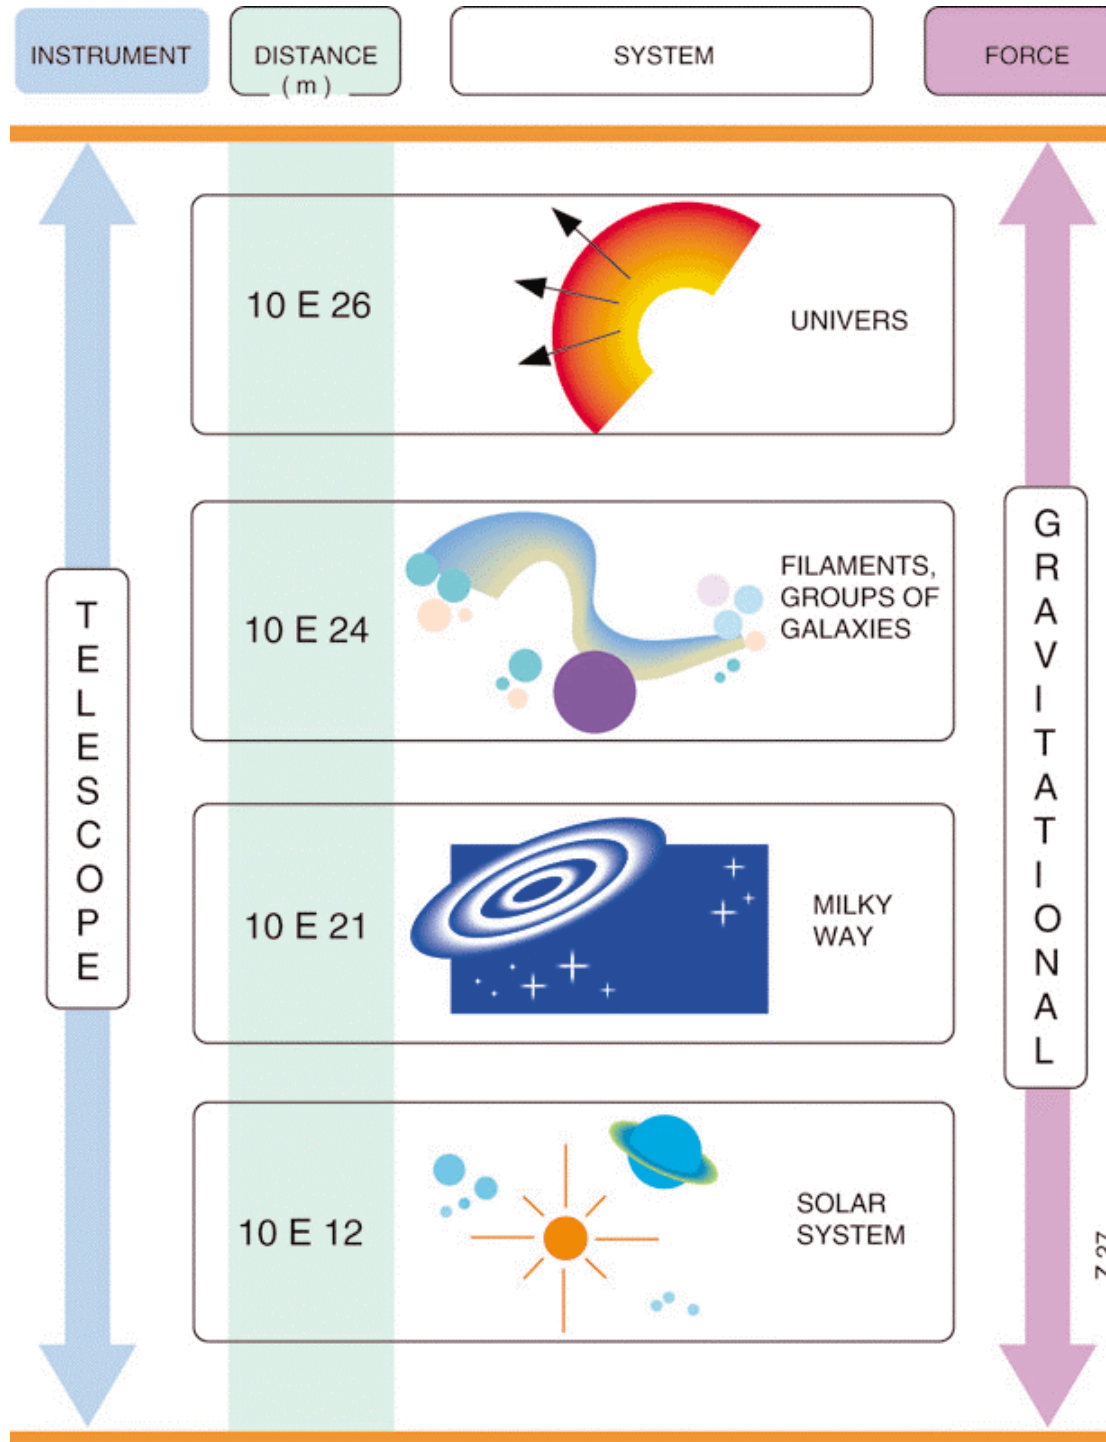 INSTRUMENT
DISTANCE
( m )
SYSTEM
FORCE
10 E 26
UNIVERS
TELESCOPE
GRAVITATIONAL
10 E 24
FILAMENTS,
GROUPS OF
GALAXIES
10 E 21
MILKY
WAY
10 E 12
SOLAR
SYSTEM